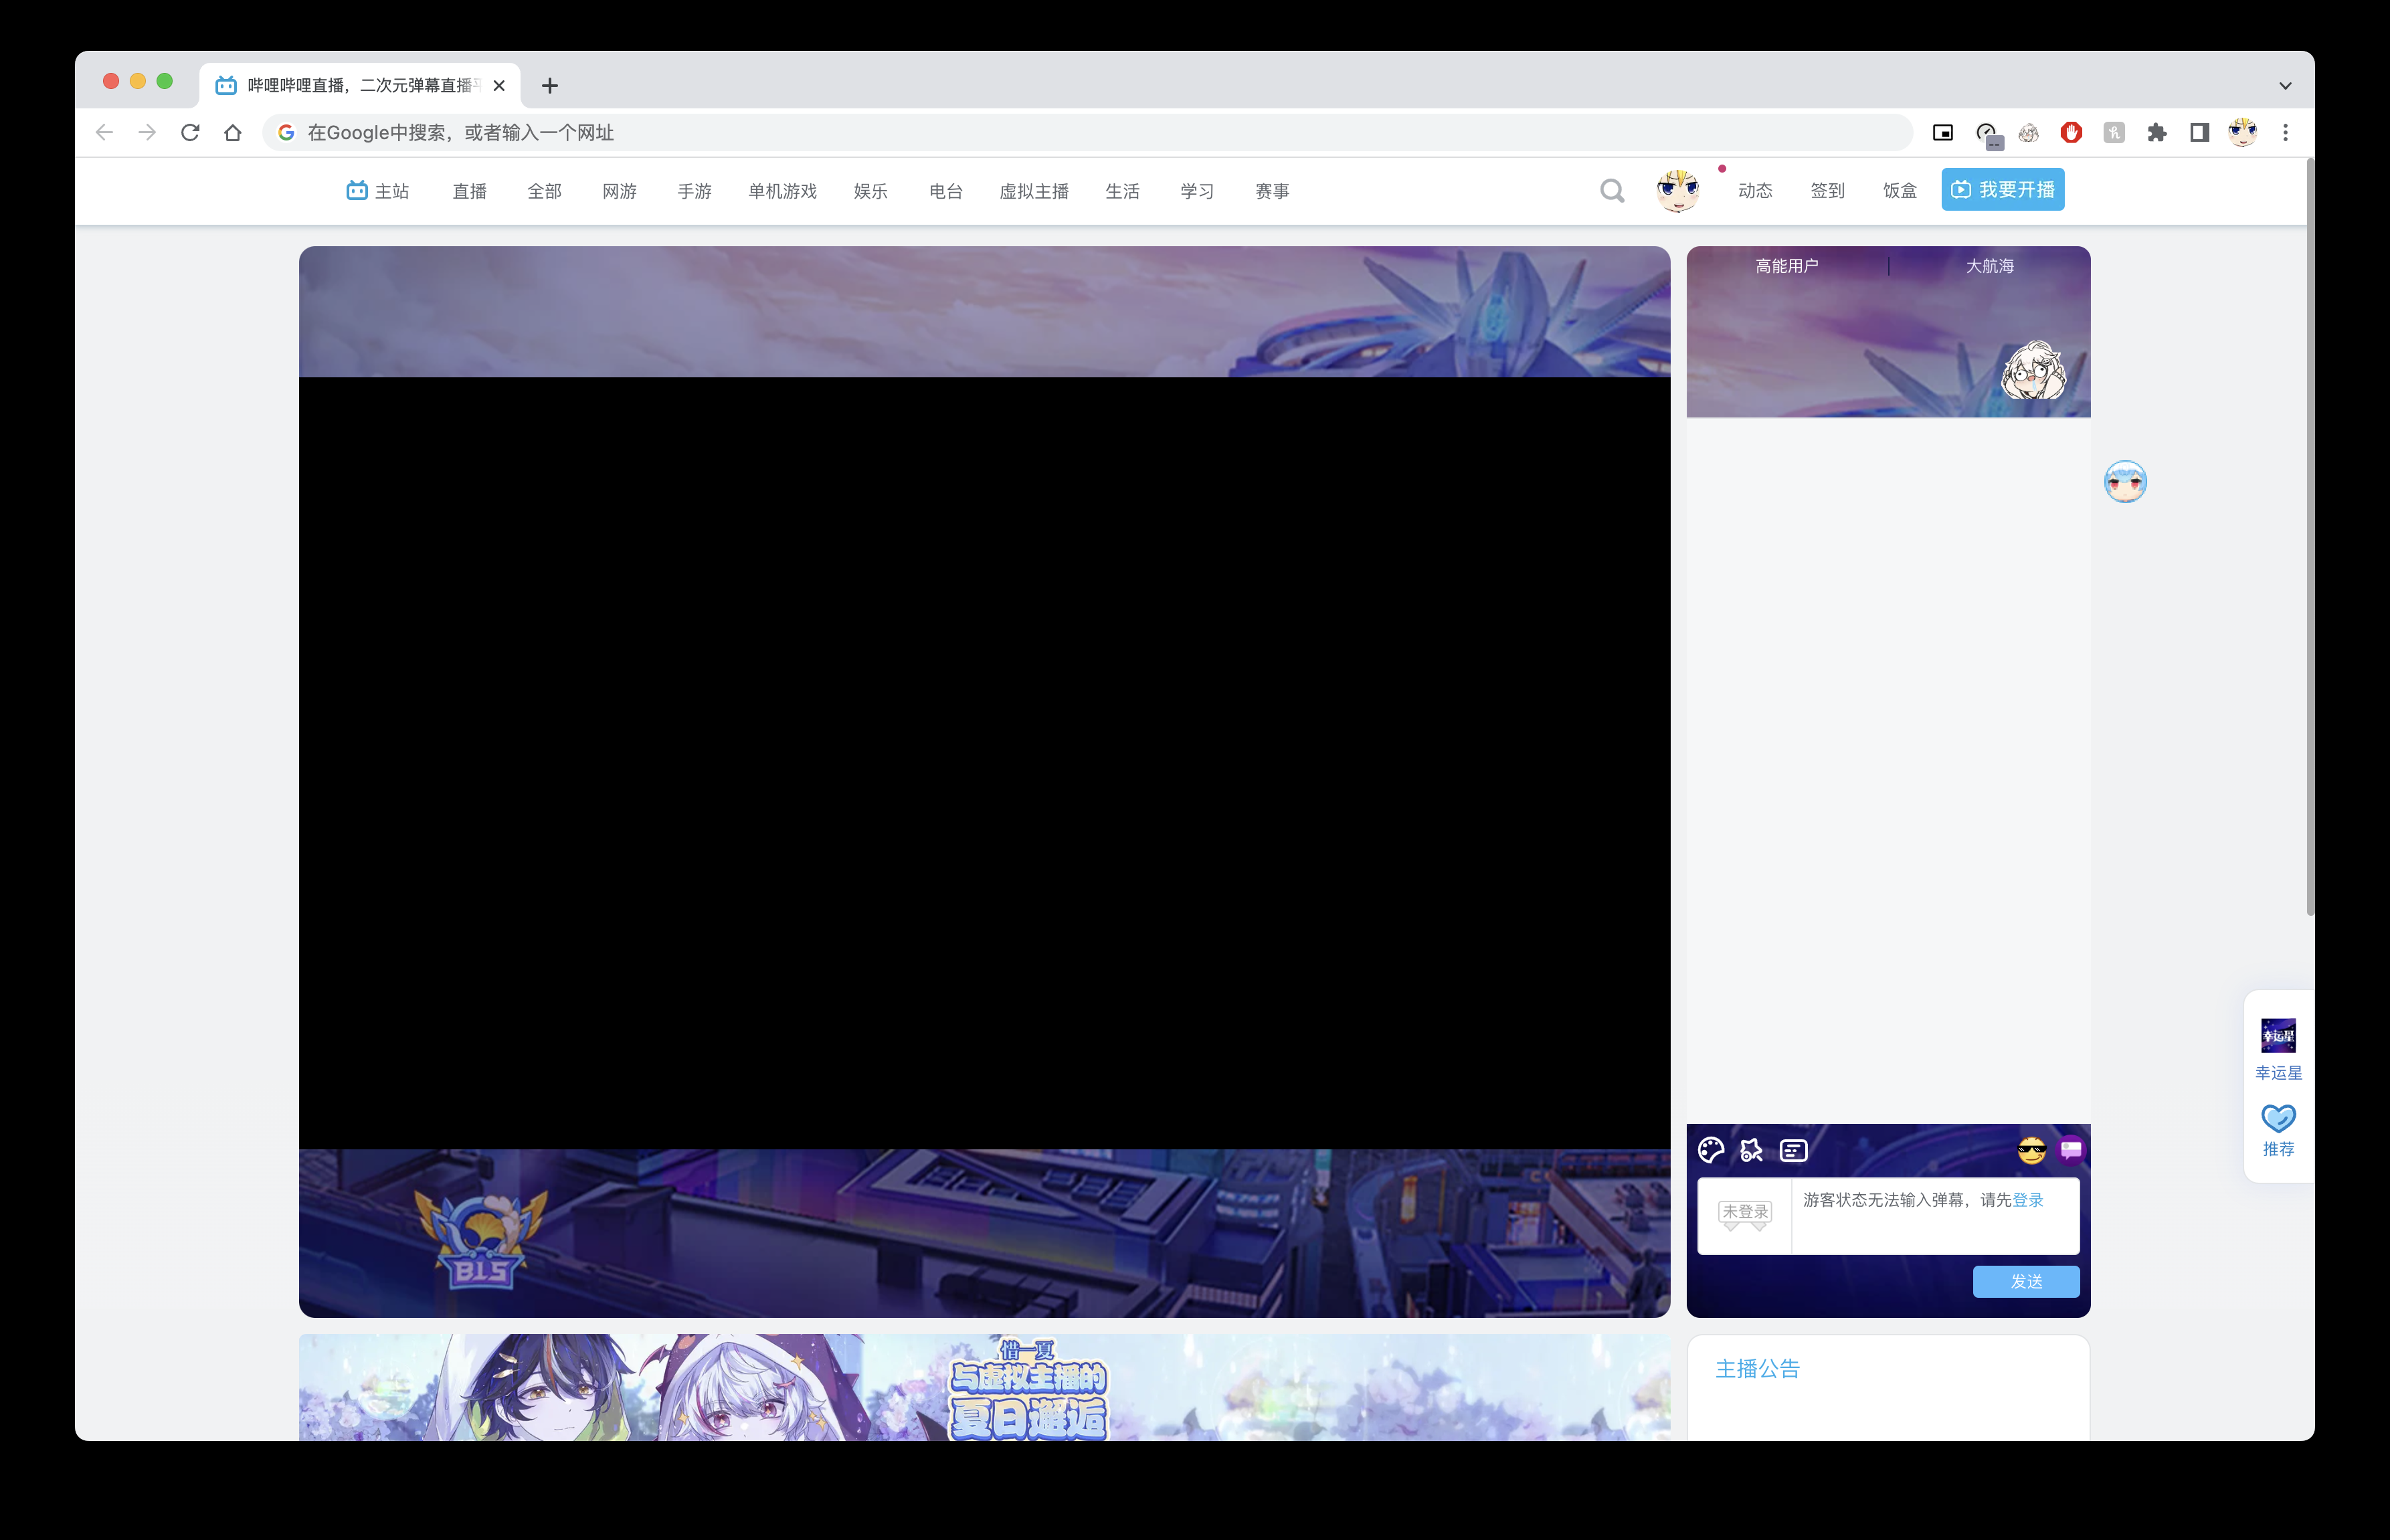 哔哩哔哩直播，二次元弹幕直播
在Google中搜索，或者输入一个网址
主站 直播 全部 网游 手游 单机游戏 娱乐 电台 虚拟主播 生活 学习 赛事 动态 签到 饭盒 我要开播
高能用户 大航海
幸运星
幸运星
推荐
未登录 游客状态无法输入弹幕，请先登录
发送
BLS
惜一夏
与虚拟主播的
夏日邂逅
主播公告